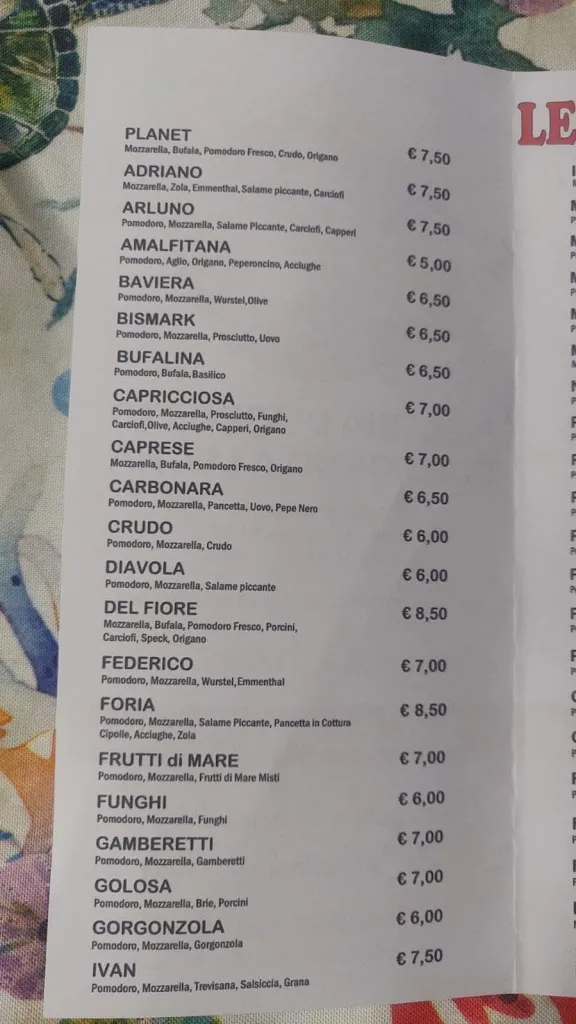 PLANET
Mozzarella, Bufala, Pomodoro Fresco, Crudo, Origano € 7,50
ADRIANO
Mozzarella, Zola, Emmenthal, Salame piccante, Carciofi € 7,50
ARLUNO
Pomodoro, Mozzarella, Salame Piccante, Carciofi, Capperi € 7,50
AMALFITANA
Pomodoro, Aglio, Origano, Peperoncino, Acciughe € 5,00
BAVIERA
Pomodoro, Mozzarella, Wurstel,Olive € 6,50
BISMARK
Pomodoro, Mozzarella, Prosciutto, Uovo € 6,50
BUFALINA
Pomodoro, Bufala,Basilico € 6,50
CAPRICCIOSA € 7,00
Pomodoro, Mozzarella, Prosciutto, Funghi,
Carciofi,Olive, Acciughe, Capperi, Origano
CAPRESE € 7,00
Mozzarella, Bufala, Pomodoro Fresco, Origano
CARBONARA € 6,50
Pomodoro, Mozzarella, Pancetta, Uovo, Pepe Nero
CRUDO € 6,00
Pomodoro, Mozzarella, Crudo
DIAVOLA € 6,00
Pomodoro, Mozzarella, Salame piccante
DEL FIORE € 8,50
Mozzarella, Bufala, Pomodoro Fresco, Porcini,
Carciofi, Speck, Origano
FEDERICO € 7,00
Pomodoro, Mozzarella, Wurstel,Emmenthal
FORIA € 8,50
Pomodoro, Mozzarella, Salame Piccante, Pancetta in Cottura
Cipolle, Acciughe, Zola
FRUTTI di MARE € 7,00
Pomodoro, Mozzarella, Frutti di Mare Misti
FUNGHI € 6,00
Pomodoro, Mozzarella, Funghi
GAMBERETTI € 7,00
Pomodoro, Mozzarella, Gamberetti
GOLOSA € 7,00
Pomodoro, Mozzarella, Brie, Porcini
GORGONZOLA € 6,00
Pomodoro, Mozzarella, Gorgonzola
IVAN € 7,50
Pomodoro, Mozzarella, Trevisana, Salsiccia, Grana
LE